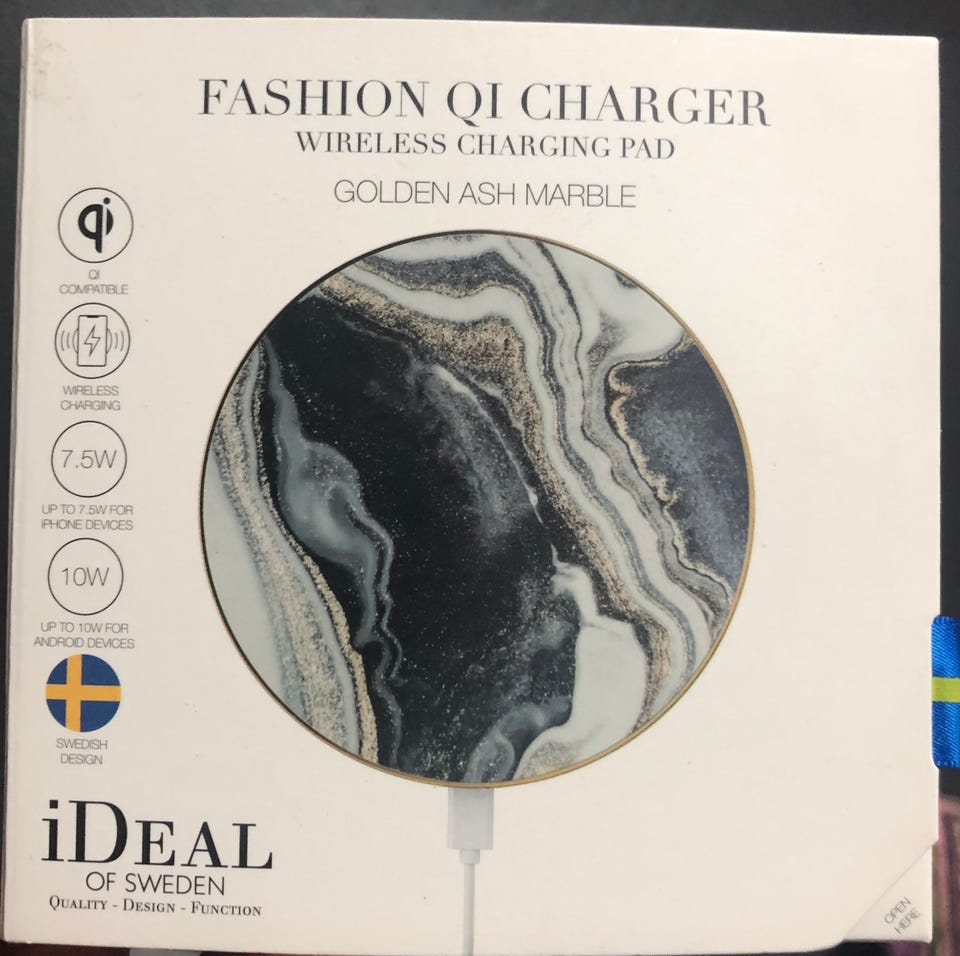 FASHION QI CHARGER
WIRELESS CHARGING PAD
GOLDEN ASH MARBLE
qi
QI
COMPATIBLE
WIRELESS
CHARGING
7.5W
UP TO 7.5W FOR
iPHONE DEVICES
10W
UP TO 10W FOR
ANDROID DEVICES
SWEDISH
DESIGN
iDEAL
OF SWEDEN
QUALITY - DESIGN - FUNCTION
OPEN
HERE